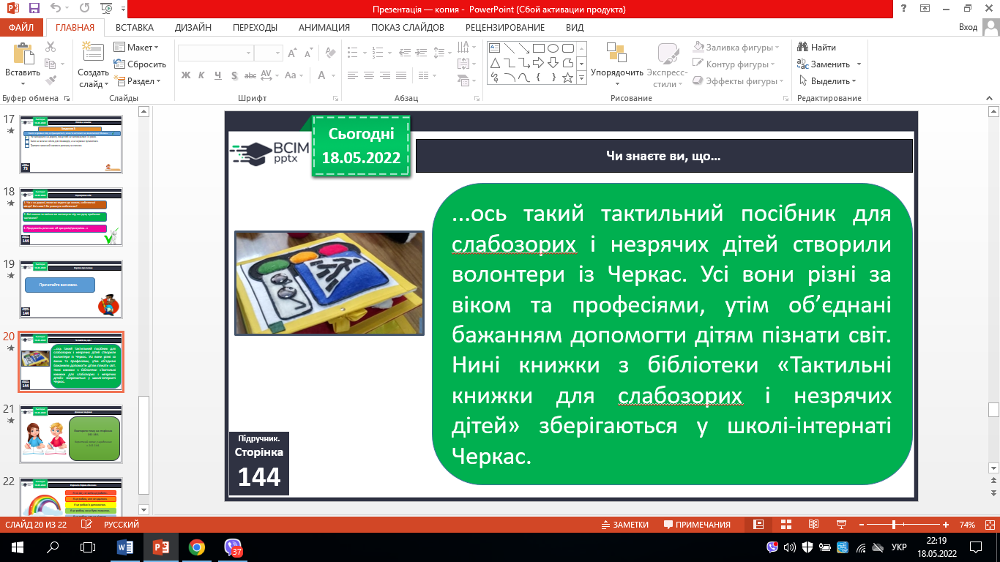 Презентація — копия - PowerPoint (Сбой активации продукта)
ФАЙЛ ГЛАВНАЯ ВСТАВКА ДИЗАЙН ПЕРЕХОДЫ АНИМАЦИЯ ПОКАЗ СЛАЙДОВ РЕЦЕНЗИРОВАНИЕ ВИД Вход
Вставить
Создать слайд
Макет
Сбросить
Раздел
Ж К Ч S abc AV Aa A
Упорядочить
Экспресс-стили
Заливка фигуры
Контур фигуры
Эффекты фигуры
Найти
Заменить
Выделить
Буфер обмена Слайды Шрифт Абзац Рисование Редактирование
17
18
19
Прочитайте висновок.
20
21
22
ВСІМ
pptx
Сьогодні
18.05.2022
Чи знаєте ви, що...
...ось такий тактильний посібник для
слабозорих і незрячих дітей створили
волонтери із Черкас. Усі вони різні за
віком та професіями, утім об’єднані
бажанням допомогти дітям пізнати світ.
Нині книжки з бібліотеки «Тактильні
книжки для слабозорих і незрячих
дітей» зберігаються у школі-інтернаті
Черкас.
Підручник.
Сторінка
144
СЛАЙД 20 ИЗ 22 РУССКИЙ ЗАМЕТКИ ПРИМЕЧАНИЯ 74%
37
УКР
22:19
18.05.2022